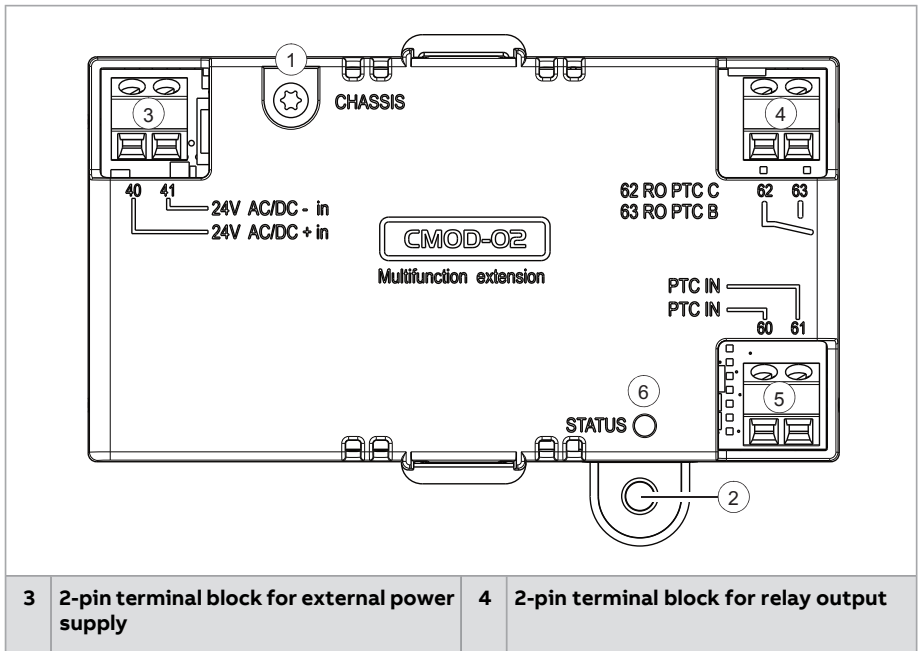 1
CHASSIS
3
4
40 41
24V AC/DC - in
24V AC/DC + in
62 RO PTC C
63 RO PTC B
62 63
CMOD-02
Multifunction extension
PTC IN
PTC IN
60 61
6
STATUS
5
2
3 2-pin terminal block for external power supply
4 2-pin terminal block for relay output